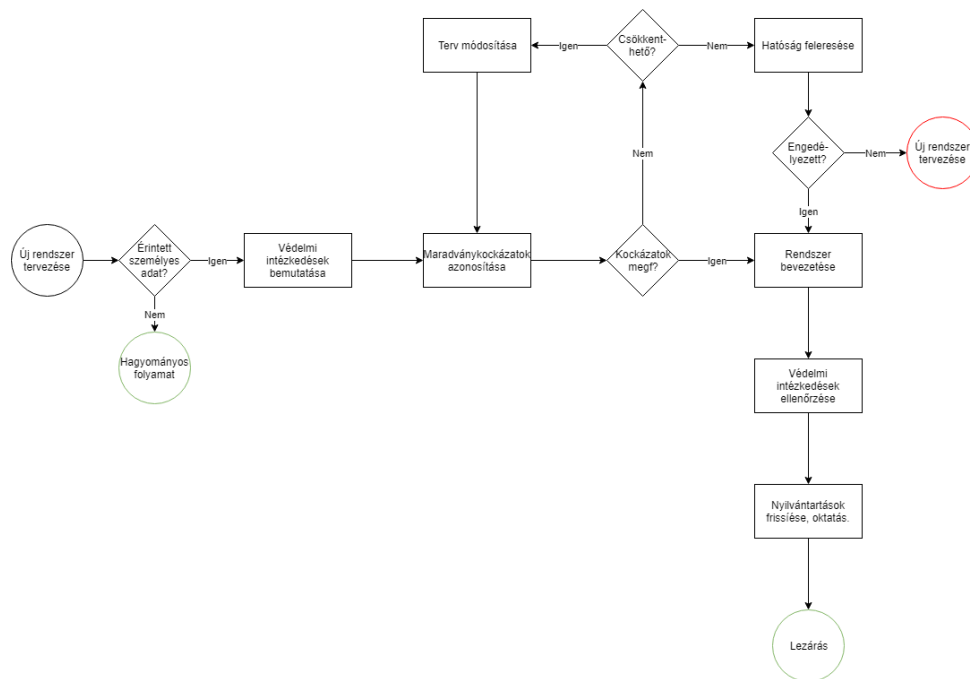 Terv módosítása
Igen
Csökkent-
hető?
Nem
Hatóság feleresése
Engedé-
lyezett?
Nem
Új rendszer
tervezése
Nem
Igen
Új rendszer
tervezése
Érintett
személyes
adat?
Igen
Védelmi
intézkedések
bemutatása
Maradványkockázatok
azonosítása
Kockázatok
megf?
Igen
Rendszer
bevezetése
Nem
Hagyományos
folyamat
Védelmi
intézkedések
ellenőrzése
Nyilvántartások
frissíése, oktatás.
Lezárás